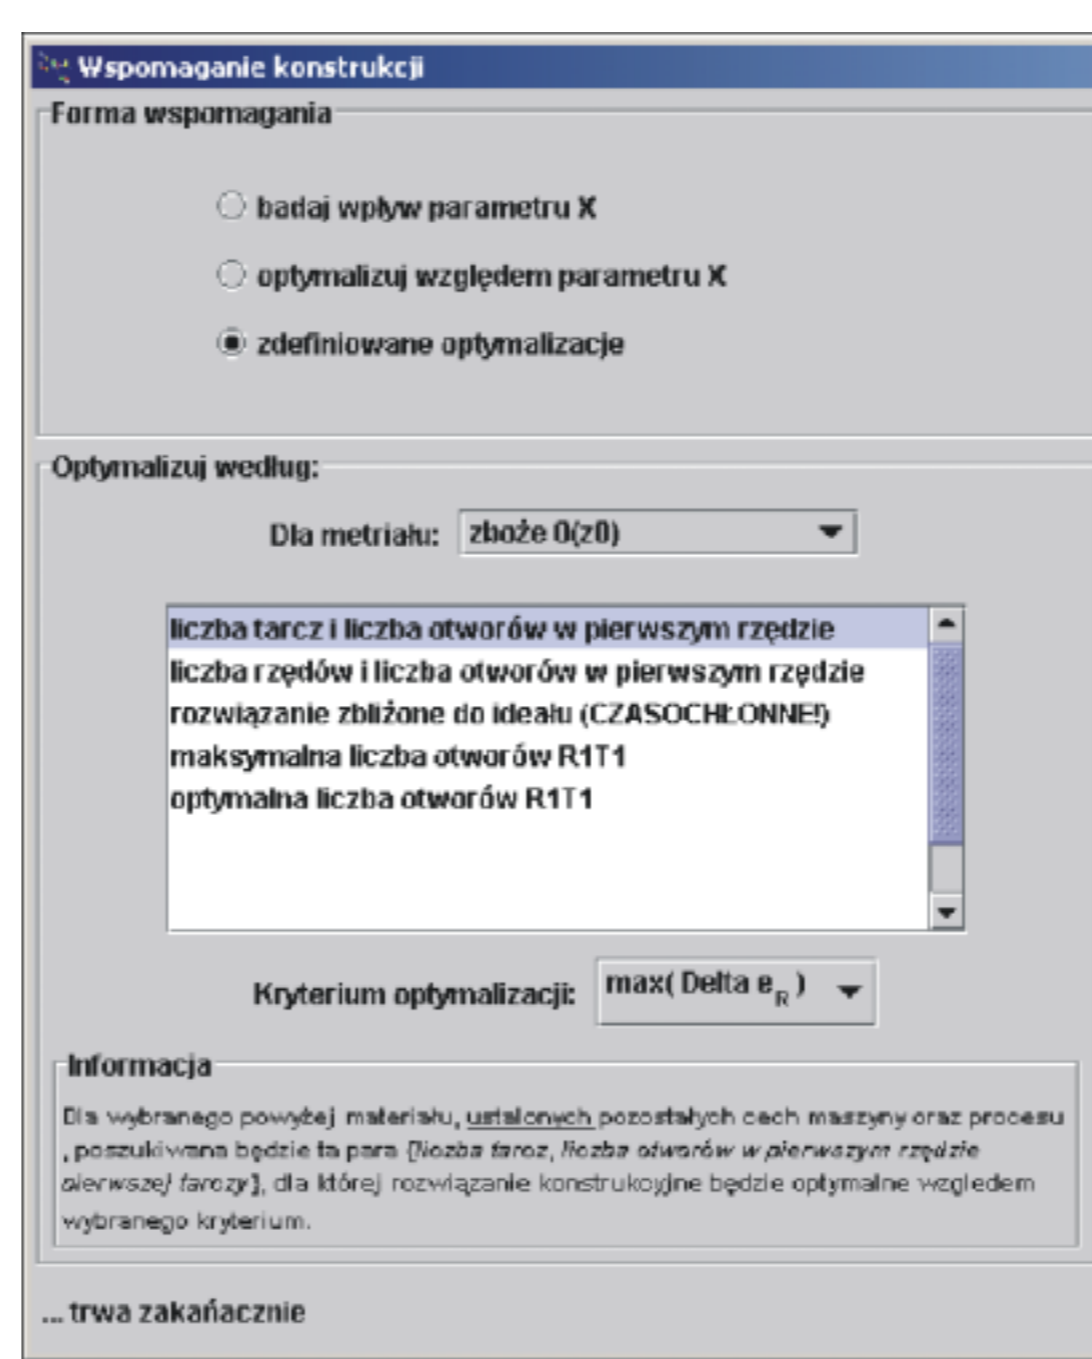 Wspomaganie konstrukcji
Forma wspomagania
badaj wpływ parametru X
optymalizuj względem parametru X
zdefiniowane optymalizacje
Optymalizuj według:
Dla metriału: zboże 0(z0)
liczba tarcz i liczba otworów w pierwszym rzędzie
liczba rzędów i liczba otworów w pierwszym rzędzie
rozwiązanie zbliżone do ideału (CZASOCHŁONNE!)
maksymalna liczba otworów R1T1
optymalna liczba otworów R1T1
Kryterium optymalizacji: max( Delta e_R )
Informacja
Dla wybranego powyżej materiału, ustalonych pozostałych cech maszyny oraz procesu
, poszukiwana będzie ta para {liczba tarcz, liczba otworów w pierwszym rzędzie
pierwszej tarczy}, dla której rozwiązanie konstrukcyjne będzie optymalne wzgledem
wybranego kryterium.
... trwa zakańacznie